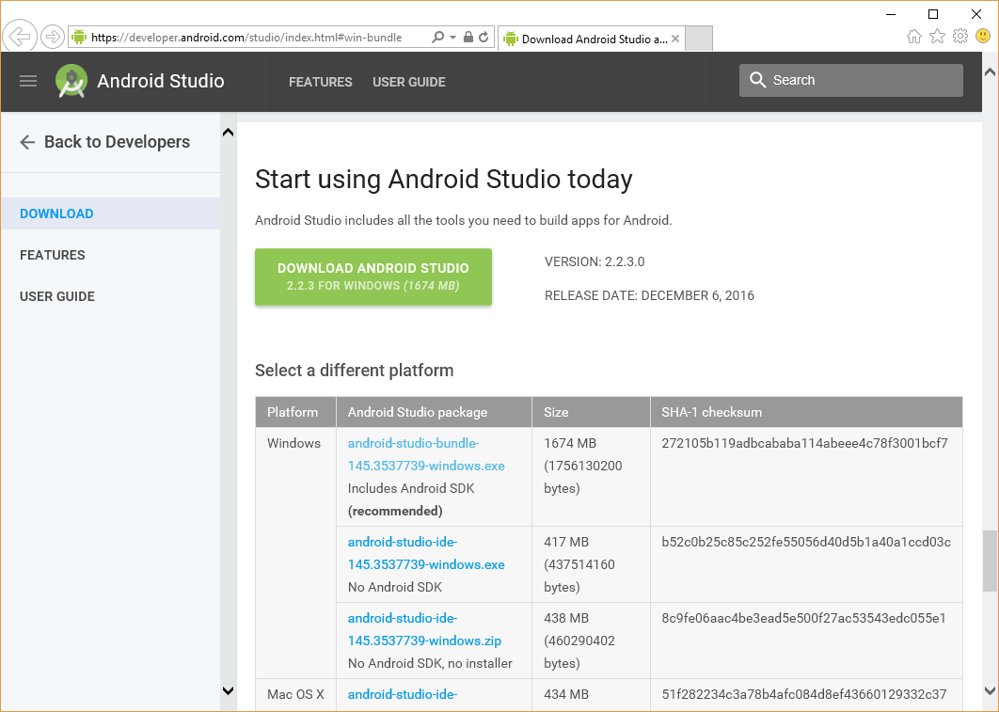 https://developer.android.com/studio/index.html#win-bundle
Download Android Studio a...
Android Studio
FEATURES
USER GUIDE
Search
Back to Developers
DOWNLOAD
FEATURES
USER GUIDE
Start using Android Studio today
Android Studio includes all the tools you need to build apps for Android.
DOWNLOAD ANDROID STUDIO
2.2.3 FOR WINDOWS (1674 MB)
VERSION: 2.2.3.0
RELEASE DATE: DECEMBER 6, 2016
Select a different platform
Platform Android Studio package Size SHA-1 checksum
Windows android-studio-bundle- 1674 MB 272105b119adbcababa114abeee4c78f3001bcf7
145.3537739-windows.exe (1756130200
Includes Android SDK bytes)
(recommended)
android-studio-ide- 417 MB b52c0b25c85c252fe55056d40d5b1a40a1ccd03c
145.3537739-windows.exe (437514160
No Android SDK bytes)
android-studio-ide- 438 MB 8c9fe06aac4be3ead5e500f27ac53543edc055e1
145.3537739-windows.zip (460290402
No Android SDK, no installer bytes)
Mac OS X android-studio-ide- 434 MB 51f282234c3a78b4afc084d8ef43660129332c37